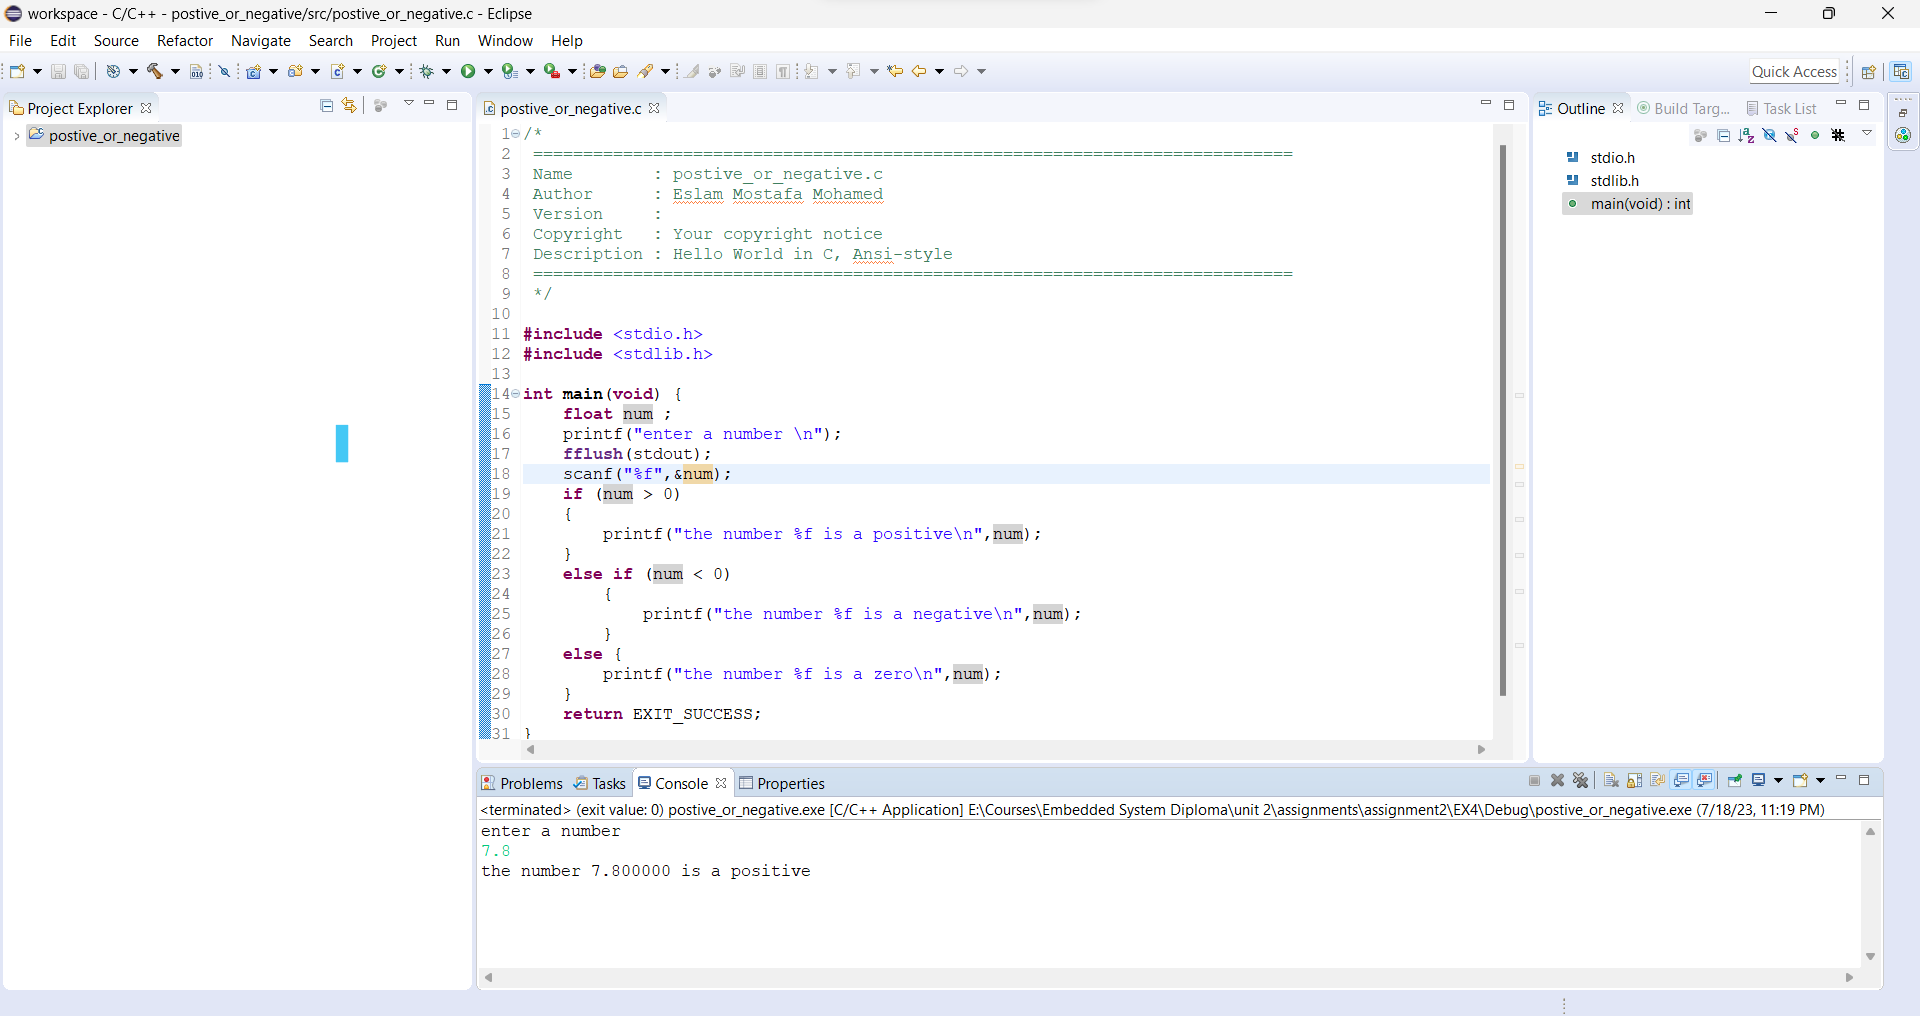 workspace - C/C++ - postive_or_negative/src/postive_or_negative.c - Eclipse
File Edit Source Refactor Navigate Search Project Run Window Help
Quick Access
Project Explorer
postive_or_negative
postive_or_negative.c
1 /*
2 ============================================================================
3 Name        : postive_or_negative.c
4 Author      : Eslam Mostafa Mohamed
5 Version     :
6 Copyright   : Your copyright notice
7 Description : Hello World in C, Ansi-style
8 ============================================================================
9 */
10
11 #include <stdio.h>
12 #include <stdlib.h>
13
14 int main(void) {
15     float num ;
16     printf("enter a number \n");
17     fflush(stdout);
18     scanf("%f",&num);
19     if (num > 0)
20     {
21         printf("the number %f is a positive\n",num);
22     }
23     else if (num < 0)
24         {
25             printf("the number %f is a negative\n",num);
26         }
27     else {
28         printf("the number %f is a zero\n",num);
29     }
30     return EXIT_SUCCESS;
31 }
Outline Build Targ... Task List
stdio.h
stdlib.h
main(void) : int
Problems Tasks Console Properties
<terminated> (exit value: 0) postive_or_negative.exe [C/C++ Application] E:\Courses\Embedded System Diploma\unit 2\assignments\assignment2\EX4\Debug\postive_or_negative.exe (7/18/23, 11:19 PM)
enter a number
7.8
the number 7.800000 is a positive